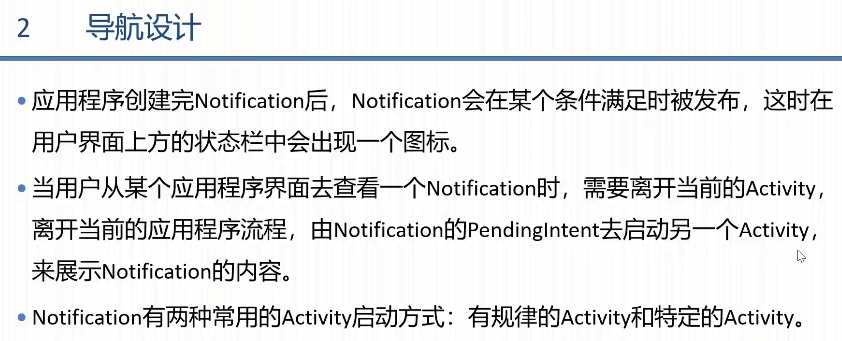 2 导航设计
• 应用程序创建完Notification后，Notification会在某个条件满足时被发布，这时在
用户界面上方的状态栏中会出现一个图标。
• 当用户从某个应用程序界面去查看一个Notification时，需要离开当前的Activity，
离开当前的应用程序流程，由Notification的PendingIntent去启动另一个Activity，
来展示Notification的内容。
• Notification有两种常用的Activity启动方式：有规律的Activity和特定的Activity。